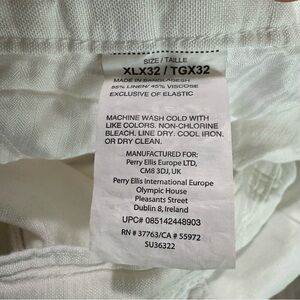 SIZE / TAILLE
XLX32 / TGX32
MADE IN BANGLADESH
55% LINEN/ 45% VISCOSE
EXCLUSIVE OF ELASTIC
MACHINE WASH COLD WITH
LIKE COLORS. NON-CHLORINE
BLEACH. LINE DRY. COOL IRON.
OR DRY CLEAN.
MANUFACTURED FOR:
Perry Ellis Europe LTD,
CM8 3DJ, UK
Perry Ellis International Europe
Olympic House
Pleasants Street
Dublin 8, Ireland
UPC# 085142448903
RN # 37763/CA # 55972
SU36322